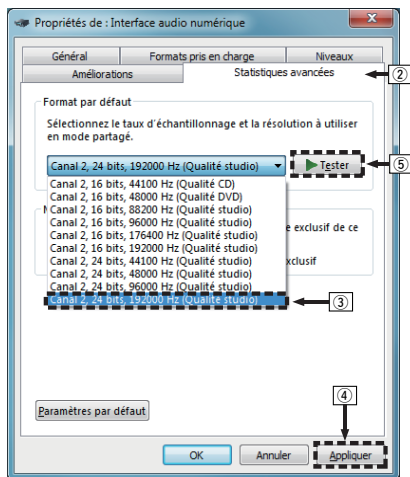 Propriétés de : Interface audio numérique
Général Formats pris en charge Niveaux
Améliorations Statistiques avancées ②
Format par défaut
Sélectionnez le taux d'échantillonnage et la résolution à utiliser
en mode partagé.
Canal 2, 24 bits, 192000 Hz (Qualité studio) Tester ⑤
Canal 2, 16 bits, 44100 Hz (Qualité CD)
Canal 2, 16 bits, 48000 Hz (Qualité DVD)
Canal 2, 16 bits, 88200 Hz (Qualité studio)
Canal 2, 16 bits, 96000 Hz (Qualité studio)
e exclusif de ce
Canal 2, 16 bits, 176400 Hz (Qualité studio)
Canal 2, 16 bits, 192000 Hz (Qualité studio)
Canal 2, 24 bits, 44100 Hz (Qualité studio)
xclusif
Canal 2, 24 bits, 48000 Hz (Qualité studio)
Canal 2, 24 bits, 96000 Hz (Qualité studio)
Canal 2, 24 bits, 192000 Hz (Qualité studio) ③
④
Paramètres par défaut
OK Annuler Appliquer